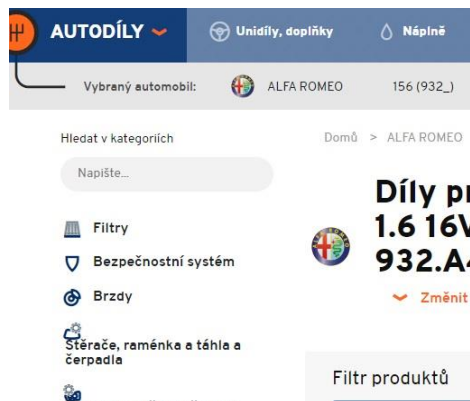 AUTODÍLY
Unidíly, doplňky
Náplně
Vybraný automobil:
ALFA ROMEO
156 (932_)
Hledat v kategoriích
Domů > ALFA ROMEO
Napište...
Díly
1.6 16V
932.A4
Změnit
Filtry
Bezpečnostní systém
Brzdy
Stěrače, raménka a táhla a
čerpadla
Filtr produktů